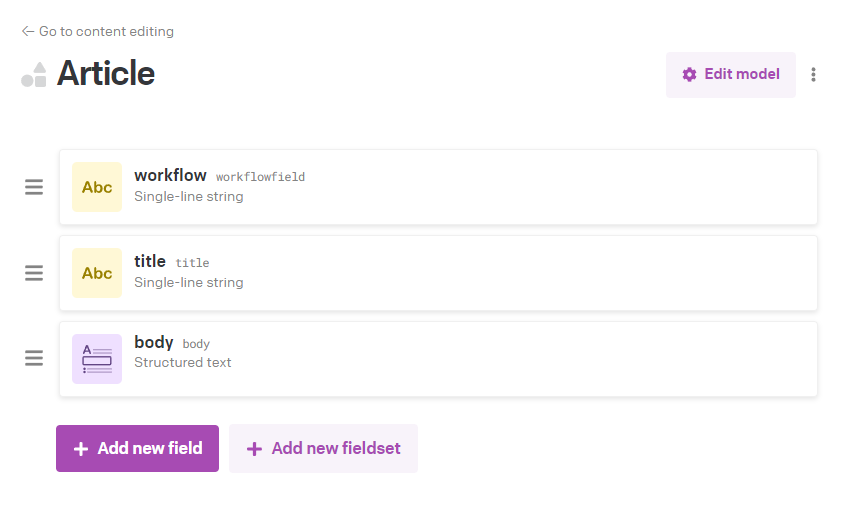 ← Go to content editing
Article
Edit model
Abc
workflow workflowfield
Single-line string
Abc
title title
Single-line string
A
body body
Structured text
+ Add new field
+ Add new fieldset